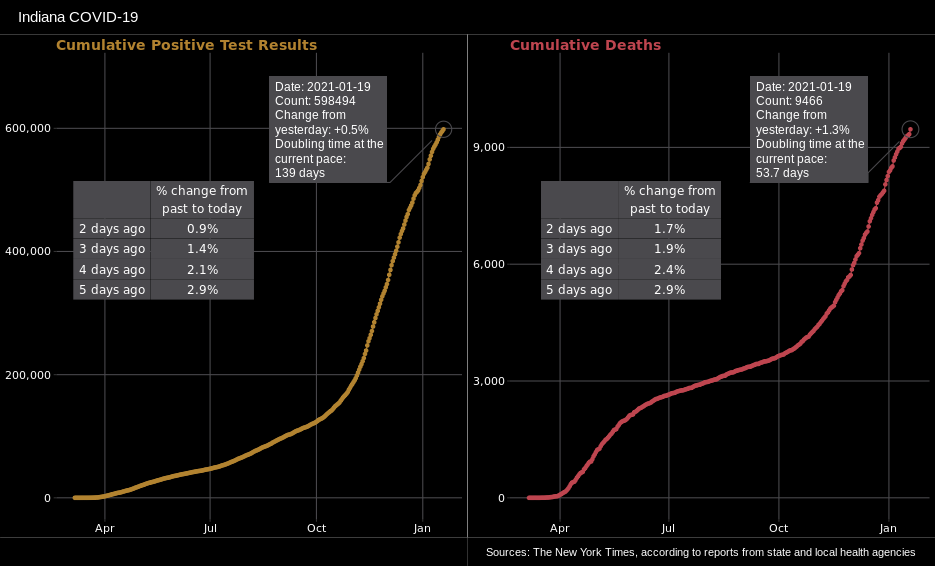 Indiana COVID-19
Cumulative Positive Test Results
Date: 2021-01-19
Count: 598494
Change from
yesterday: +0.5%
Doubling time at the
current pace:
139 days
% change from
past to today
2 days ago 0.9%
3 days ago 1.4%
4 days ago 2.1%
5 days ago 2.9%
600,000
400,000
200,000
0
Apr Jul Oct Jan
Cumulative Deaths
Date: 2021-01-19
Count: 9466
Change from
yesterday: +1.3%
Doubling time at the
current pace:
53.7 days
% change from
past to today
2 days ago 1.7%
3 days ago 1.9%
4 days ago 2.4%
5 days ago 2.9%
9,000
6,000
3,000
0
Apr Jul Oct Jan
Sources: The New York Times, according to reports from state and local health agencies